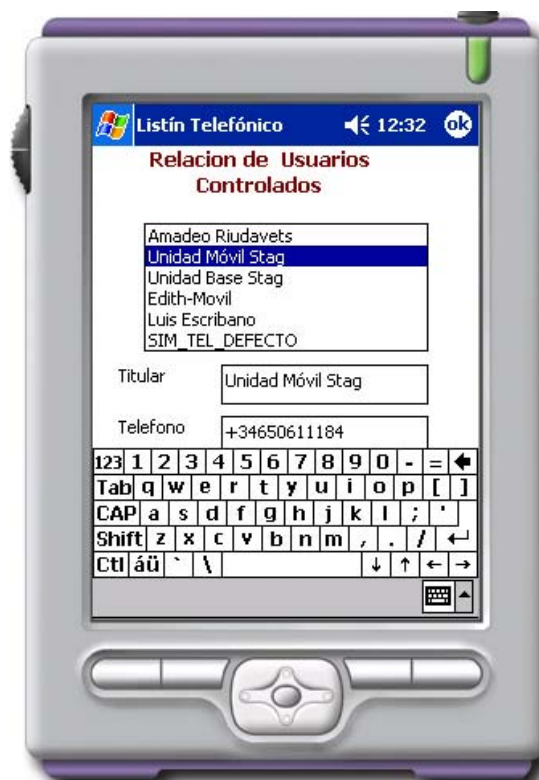 Listín Telefónico 12:32 ok
Relacion de Usuarios
Controlados
Amadeo Riudavets
Unidad Móvil Stag
Unidad Base Stag
Edith-Movil
Luis Escribano
SIM_TEL_DEFECTO
Titular Unidad Móvil Stag
Telefono +34650611184
123 1 2 3 4 5 6 7 8 9 0 - = 🡄
Tab q w e r t y u i o p [ ]
CAP a s d f g h j k l ; '
Shift z x c v b n m , . / ↵
Ctl áü ` \ ↓ ↑ ← →